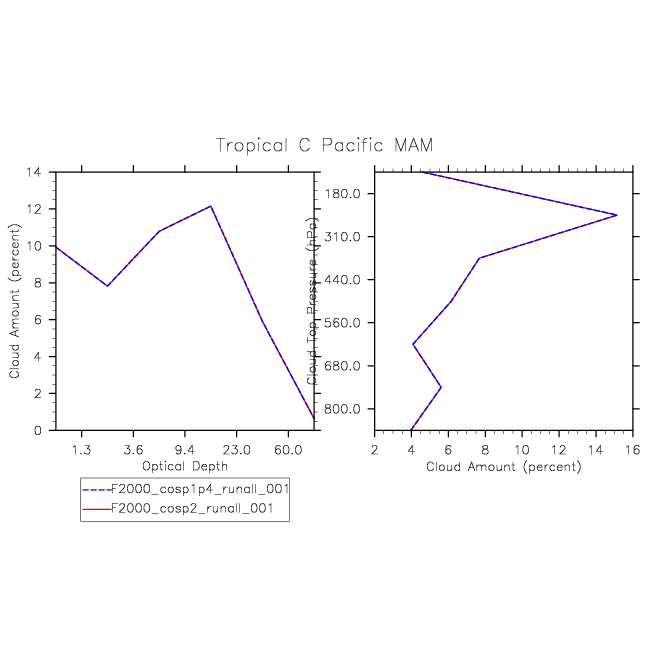 Tropical C Pacific MAM
Cloud Amount (percent)
14
12
10
8
6
4
2
0
1.3 3.6 9.4 23.0 60.0
Optical Depth
Cloud Top Pressure (hPa)
180.0
310.0
440.0
560.0
680.0
800.0
2 4 6 8 10 12 14 16
Cloud Amount (percent)
F2000_cosp1p4_runall_001
F2000_cosp2_runall_001